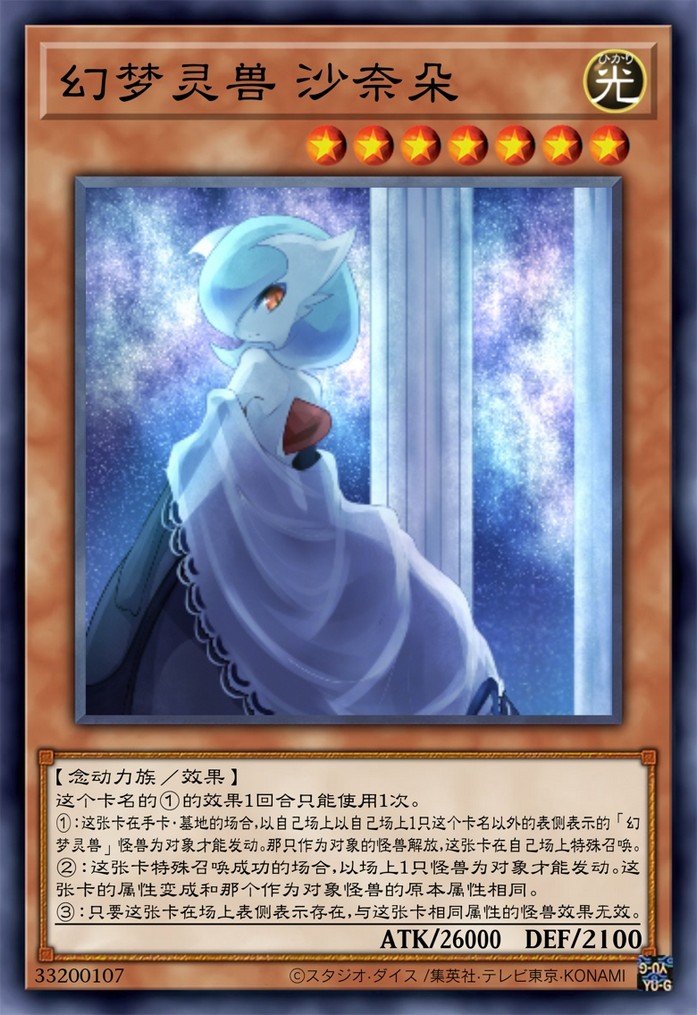 幻梦灵兽 沙奈朵
ひかり
光
【念动力族／效果】
这个卡名的①的效果1回合只能使用1次。
①：这张卡在手卡·墓地的场合，以自己场上以自己场上1只这个卡名以外的表侧表示的「幻
梦灵兽」怪兽为对象才能发动。那只作为对象的怪兽解放，这张卡在自己场上特殊召唤。
②：这张卡特殊召唤成功的场合，以场上1只怪兽为对象才能发动。这
张卡的属性变成和那个作为对象怪兽的原本属性相同。
③：只要这张卡在场上表侧表示存在，与这张卡相同属性的怪兽效果无效。
ATK/26000 DEF/2100
33200107 ©スタジオ·ダイス /集英社·テレビ東京·KONAMI
YU-G
YU-G